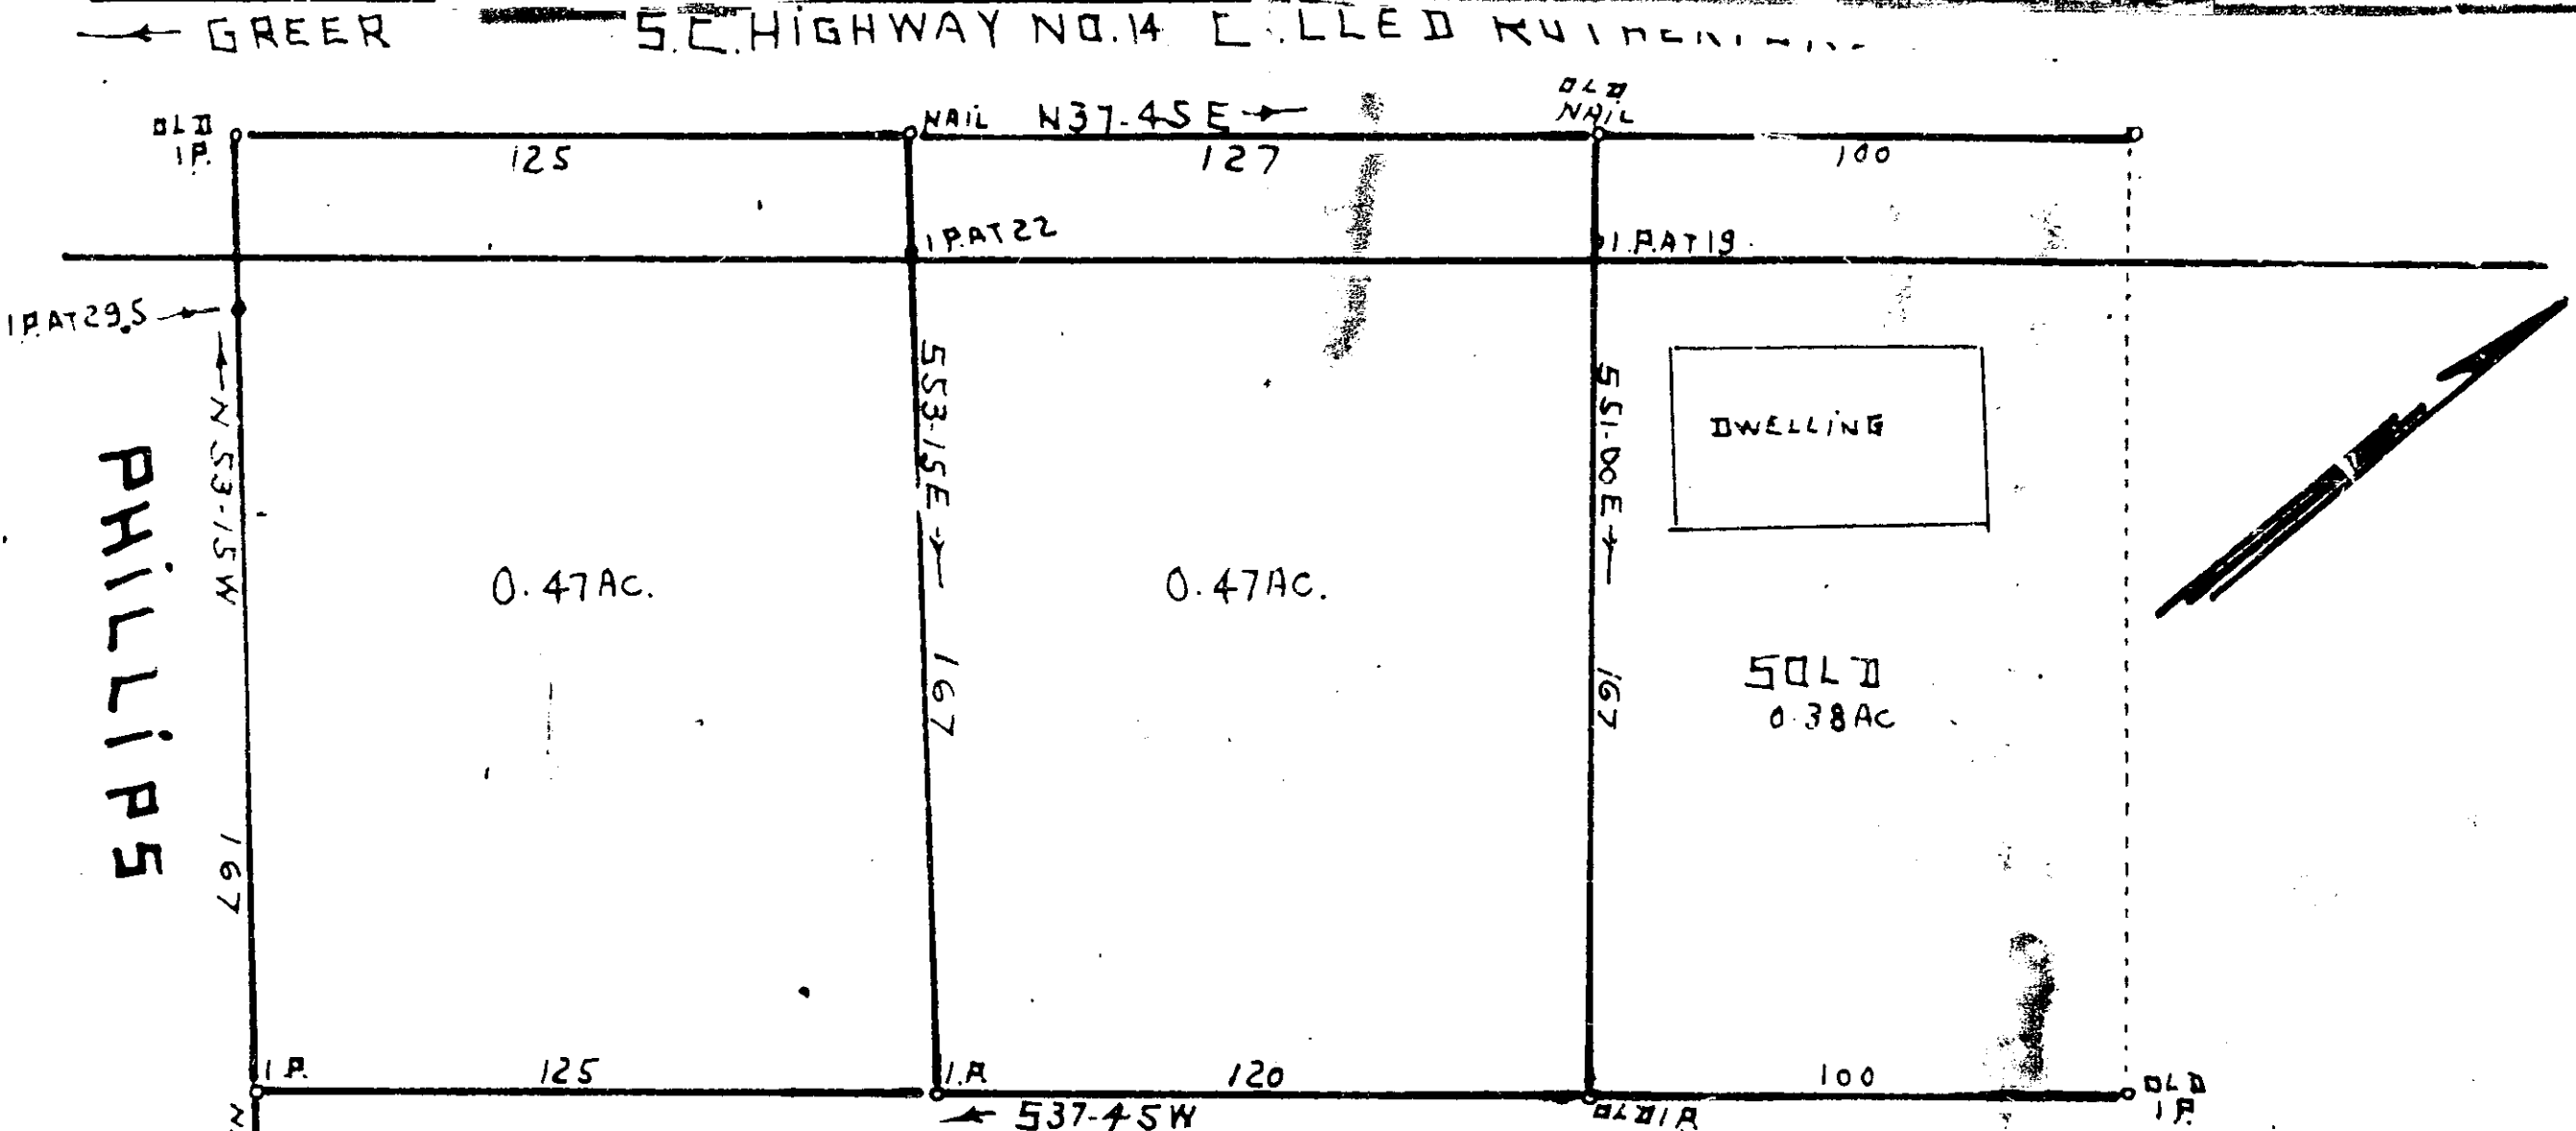 GREER
S.C. HIGHWAY NO. 14
OLD
I.P.
NAIL N37-45E
OLD
NAIL
125
127
100
I.P. AT 22
I.P. AT 19
I.P. AT 29.5
N53-15W
167
S53-15E
167
S51-00E
167
PHILLIPS
DWELLING
0.47 AC.
0.47 AC.
SOLD
0.38 AC
I.P.
125
I.P.
120
100
OLD
I.P.
S37-45W
OLD I.P.